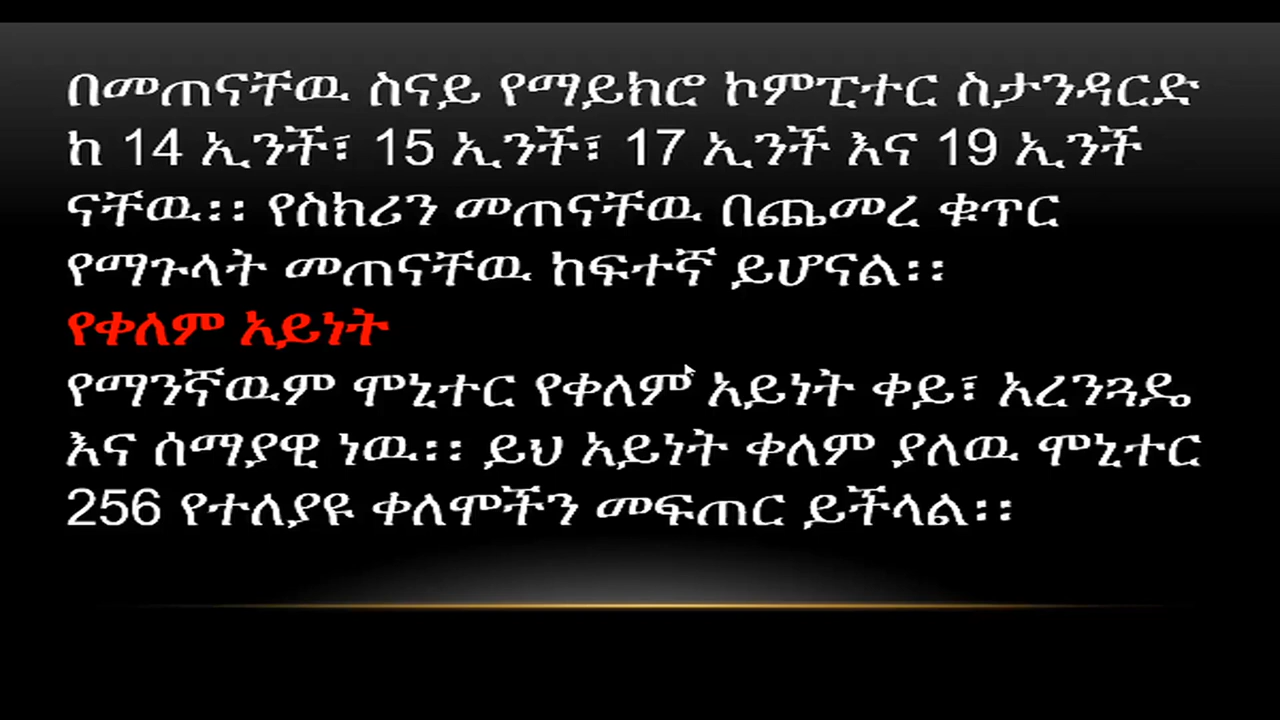 በመጠናቸዉ ስናይ የማይክሮ ኮምፒተር ስታንዳርድ
ከ 14 ኢንች፣ 15 ኢንች፣ 17 ኢንች እና 19 ኢንች
ናቸዉ፡፡ የስክሪን መጠናቸዉ በጨመረ ቁጥር
የማጉላት መጠናቸዉ ከፍተኛ ይሆናል፡፡
የቀለም አይነት
የማንኛዉም ሞኒተር የቀለም አይነት ቀይ፣ አረንጓዴ
እና ሰማያዊ ነዉ፡፡ ይህ አይነት ቀለም ያለዉ ሞኒተር
256 የተለያዩ ቀለሞችን መፍጠር ይችላል፡፡